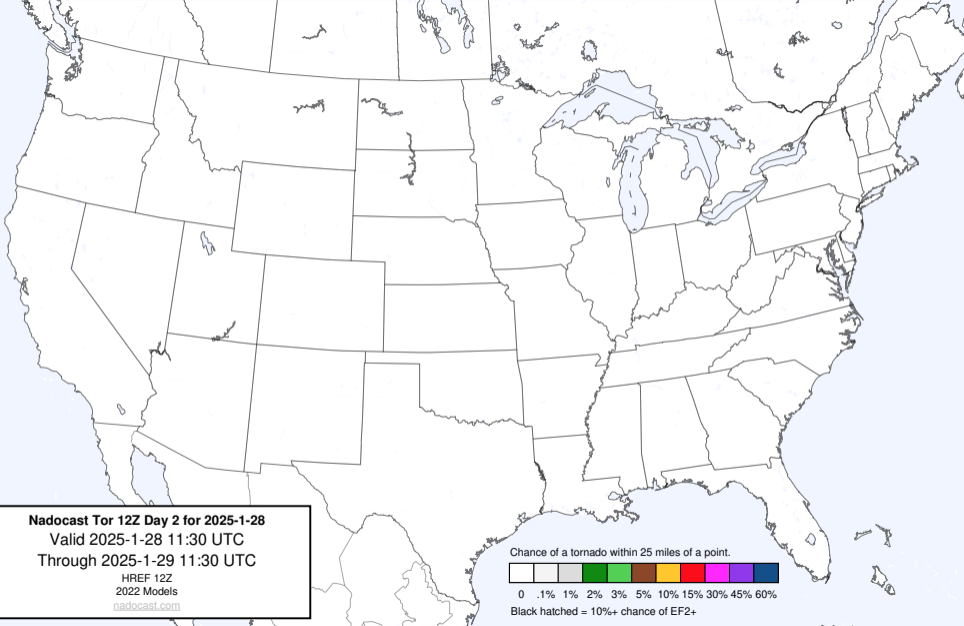 Nadocast Tor 12Z Day 2 for 2025-1-28
Valid 2025-1-28 11:30 UTC
Through 2025-1-29 11:30 UTC
HREF 12Z
2022 Models
nadocast.com
Chance of a tornado within 25 miles of a point.
0 .1% 1% 2% 3% 5% 10% 15% 30% 45% 60%
Black hatched = 10%+ chance of EF2+